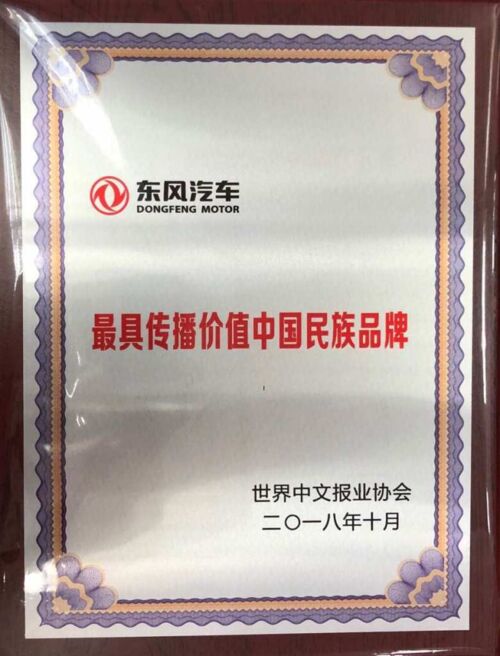 东风汽车
DONGFENG MOTOR
最具传播价值中国民族品牌
世界中文报业协会
二〇一八年十月